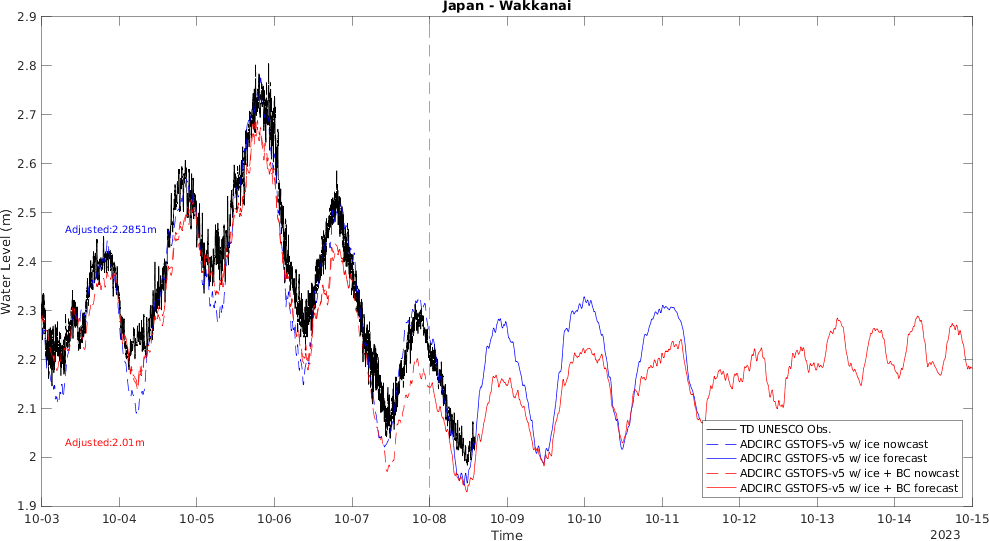 Japan - Wakkanai
2.9
2.8
2.7
2.6
2.5
2.4
2.3
2.2
2.1
2
1.9
Water Level (m)
Adjusted:2.2851m
Adjusted:2.01m
TD UNESCO Obs.
ADCIRC GSTOFS-v5 w/ ice nowcast
ADCIRC GSTOFS-v5 w/ ice forecast
ADCIRC GSTOFS-v5 w/ ice + BC nowcast
ADCIRC GSTOFS-v5 w/ ice + BC forecast
10-03 10-04 10-05 10-06 10-07 10-08 10-09 10-10 10-11 10-12 10-13 10-14 10-15
Time
2023